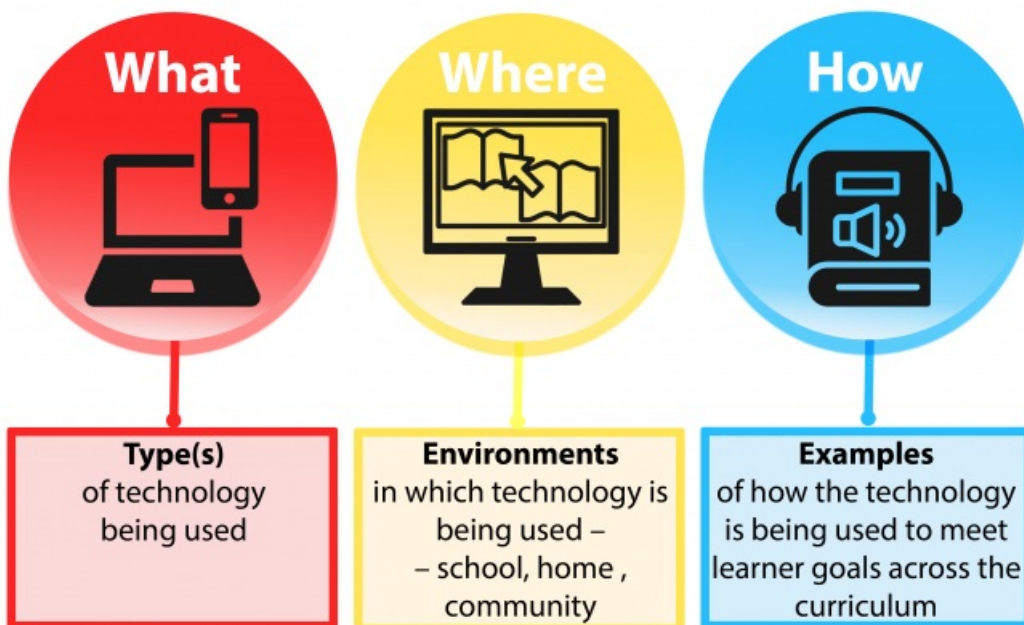 What
Where
How
Type(s)
of technology
being used
Environments
in which technology is
being used –
– school, home ,
community
Examples
of how the technology
is being used to meet
learner goals across the
curriculum